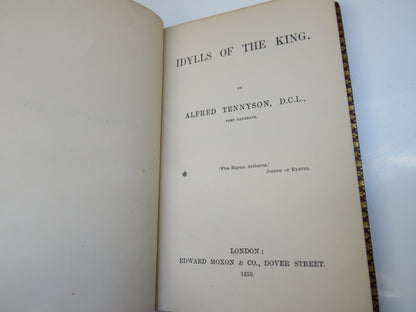 IDYLLS OF THE KING.
BY
ALFRED TENNYSON, D.C.L.,
POET LAUREATE.
"Flos Regum Arthurus."
JOSEPH OF EXETER.
LONDON:
EDWARD MOXON & CO., DOVER STREET.
1859.